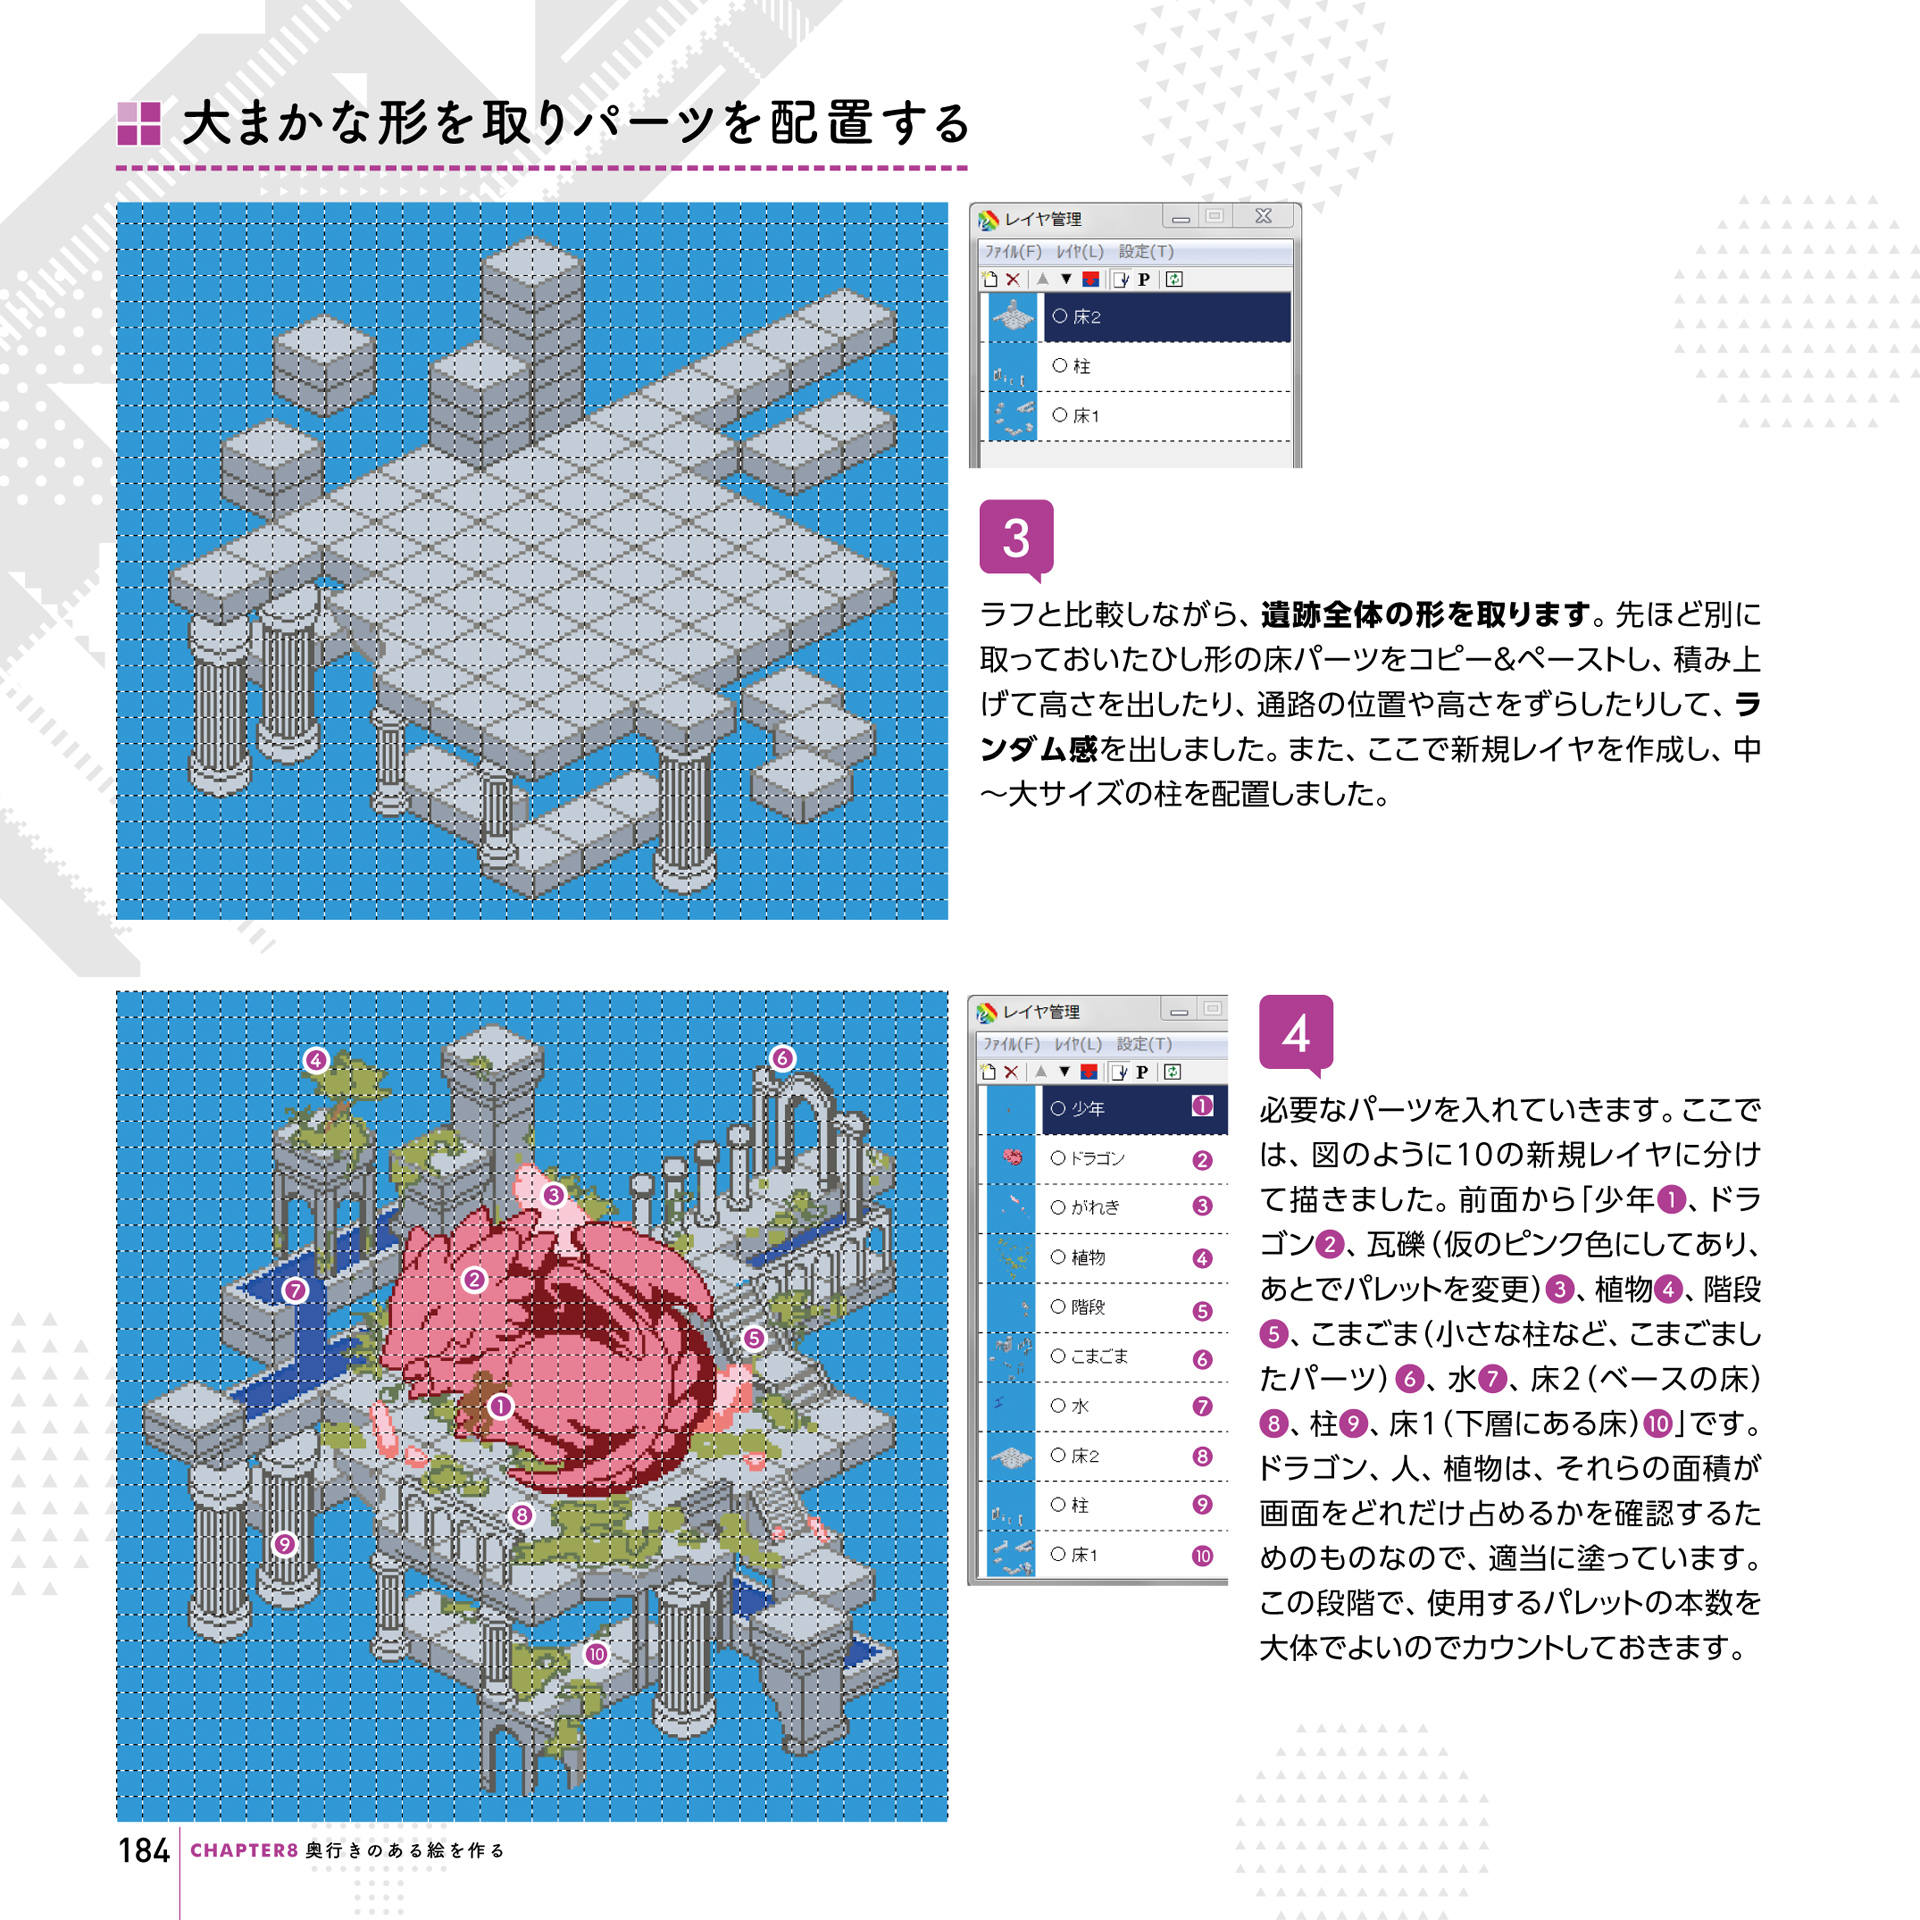 大まかな形を取りパーツを配置する
レイヤ管理
ファイル(F) レイヤ(L) 設定(T)
P
床2
柱
床1
3
ラフと比較しながら、遺跡全体の形を取ります。先ほど別に
取っておいたひし形の床パーツをコピー&ペーストし、積み上
げて高さを出したり、通路の位置や高さをずらしたりして、ラ
ンダム感を出しました。また、ここで新規レイヤを作成し、中
〜大サイズの柱を配置しました。
4
6
3
2
7
5
1
8
9
10
レイヤ管理
ファイル(F) レイヤ(L) 設定(T)
P
少年 1
ドラゴン 2
がれき 3
植物 4
階段 5
こまごま 6
水 7
床2 8
柱 9
床1 10
4
必要なパーツを入れていきます。ここで
は、図のように10の新規レイヤに分け
て描きました。前面から「少年❶、ドラ
ゴン❷、瓦礫（仮のピンク色にしてあり、
あとでパレットを変更）❸、植物❹、階段
❺、こまごま（小さな柱など、こまごまし
たパーツ）❻、水❼、床2（ベースの床）
❽、柱❾、床1（下層にある床）❿」です。
ドラゴン、人、植物は、それらの面積が
画面をどれだけ占めるかを確認するた
めのものなので、適当に塗っています。
この段階で、使用するパレットの本数を
大体でよいのでカウントしておきます。
184 CHAPTER8 奥行きのある絵を作る